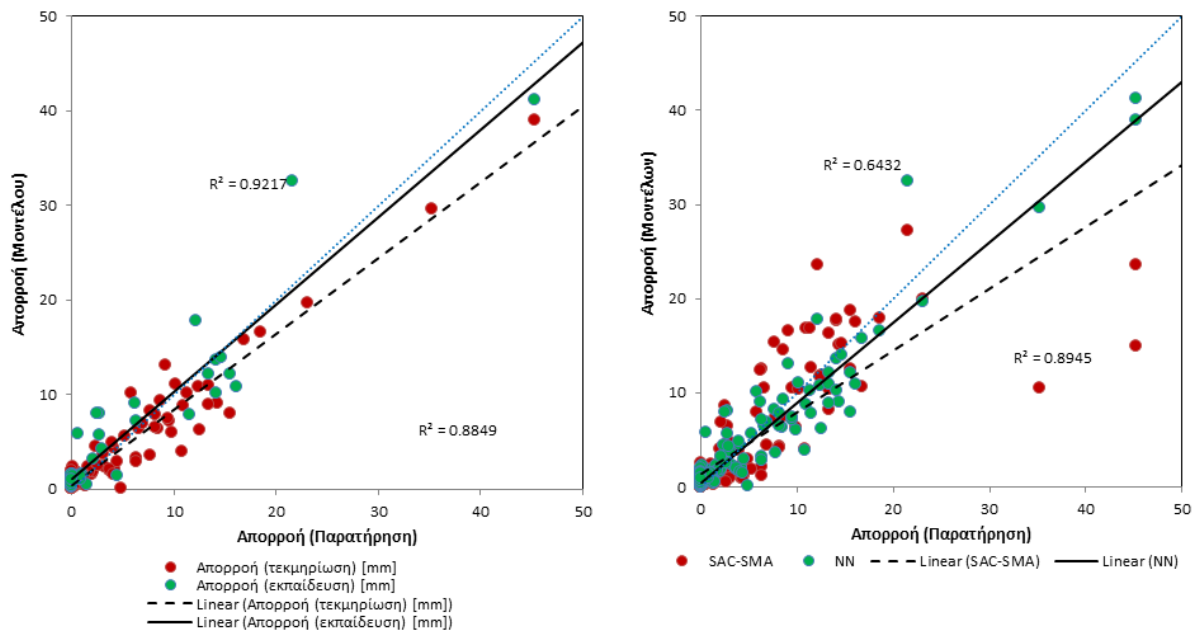 50
40
30
20
10
0
Απορροή (Μοντέλου)
R² = 0.9217
R² = 0.8849
0 10 20 30 40 50
Απορροή (Παρατήρηση)
Απορροή (τεκμηρίωση) [mm]
Απορροή (εκπαίδευση) [mm]
Linear (Απορροή (τεκμηρίωση) [mm])
Linear (Απορροή (εκπαίδευση) [mm])
50
40
30
20
10
0
Απορροή (Μοντέλων)
R² = 0.6432
R² = 0.8945
0 10 20 30 40 50
Απορροή (Παρατήρηση)
SAC-SMA NN Linear (SAC-SMA) Linear (NN)